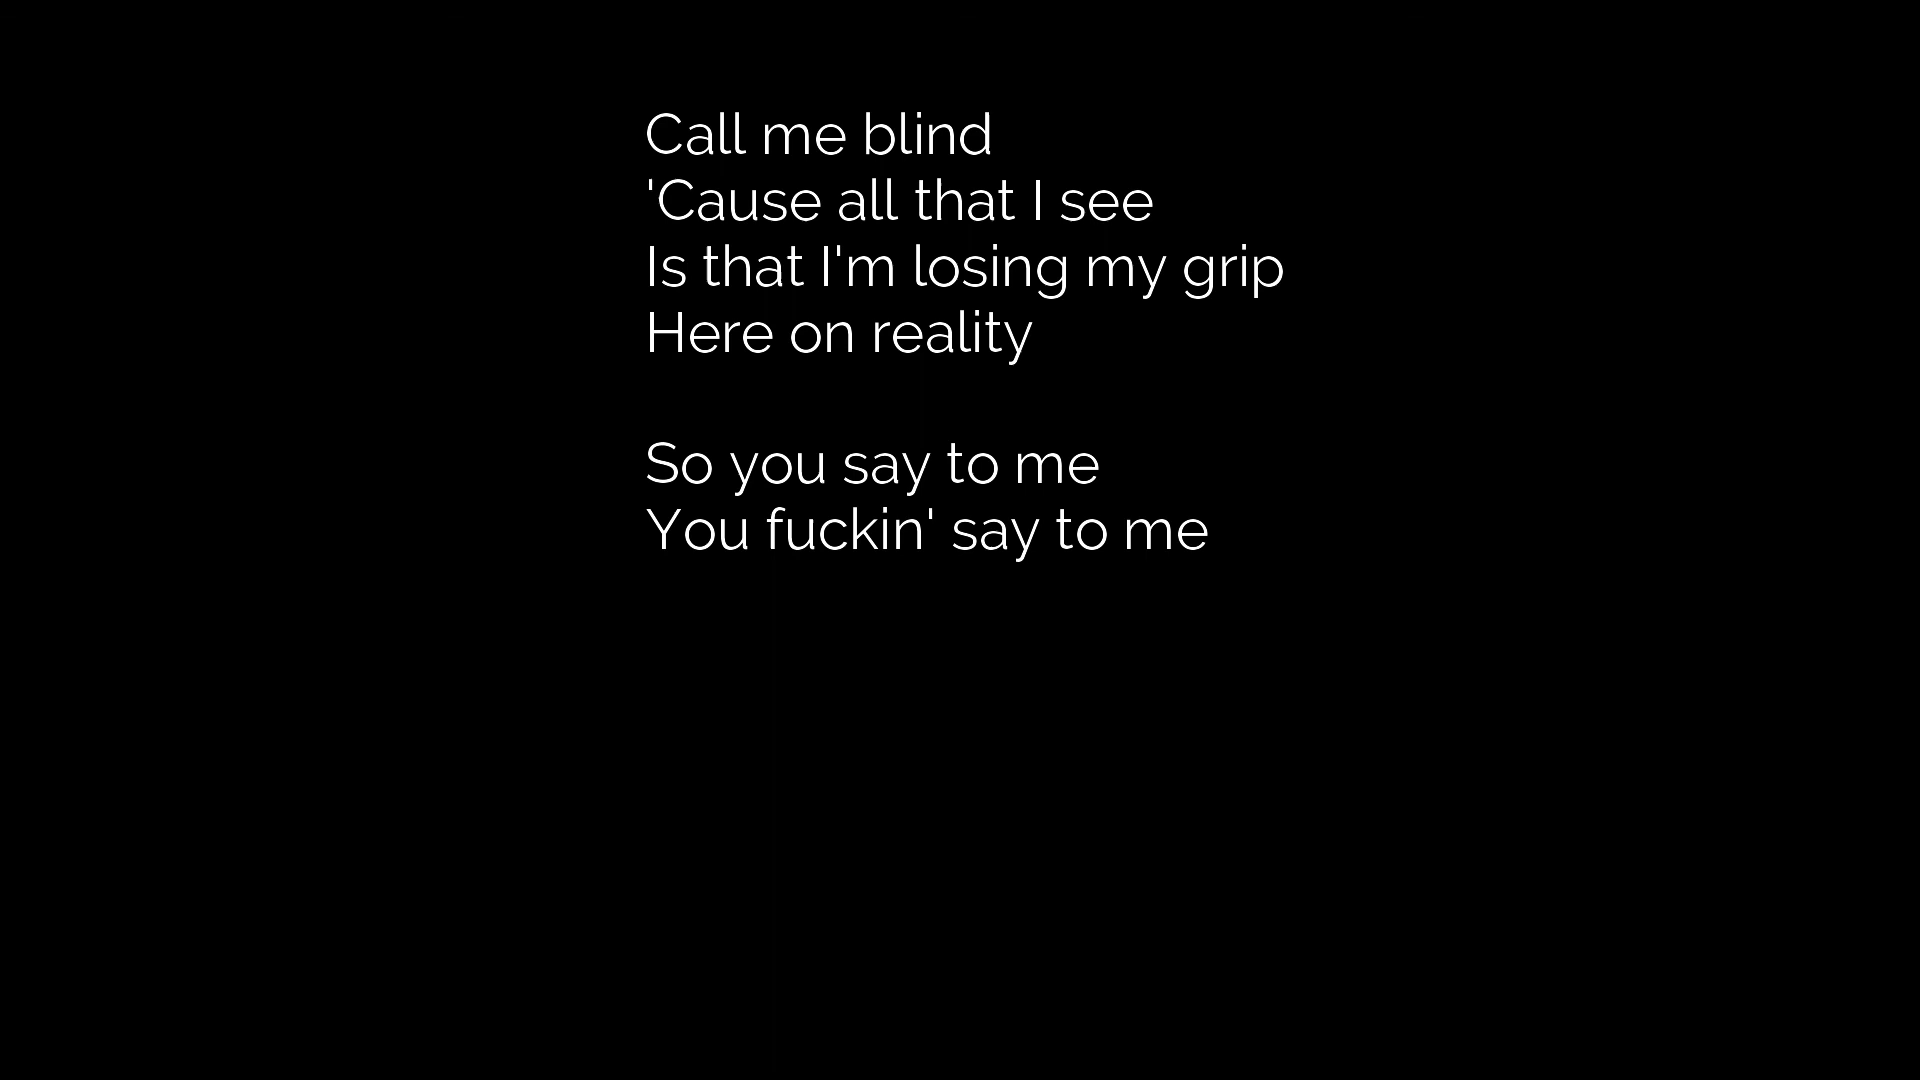 Call me blind
'Cause all that I see
Is that I'm losing my grip
Here on reality
So you say to me
You fuckin' say to me